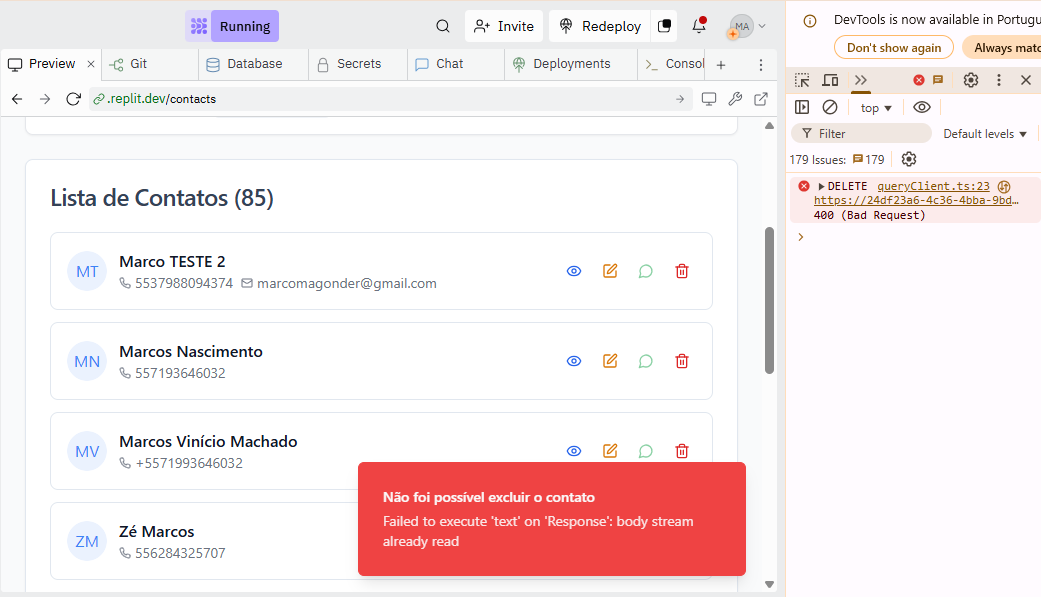 Running
Invite
Redeploy
MA
Preview
Git
Database
Secrets
Chat
Deployments
Consol
.replit.dev/contacts
Lista de Contatos (85)
MT
Marco TESTE 2
5537988094374 marcomagonder@gmail.com
MN
Marcos Nascimento
557193646032
MV
Marcos Vinício Machado
+5571993646032
ZM
Zé Marcos
556284325707
Não foi possível excluir o contato
Failed to execute 'text' on 'Response': body stream
already read
DevTools is now available in Portugu
Don't show again
Always matc
top
Filter
Default levels
179 Issues: 179
DELETE queryClient.ts:23
https://24df23a6-4c36-4bba-9bd…
400 (Bad Request)